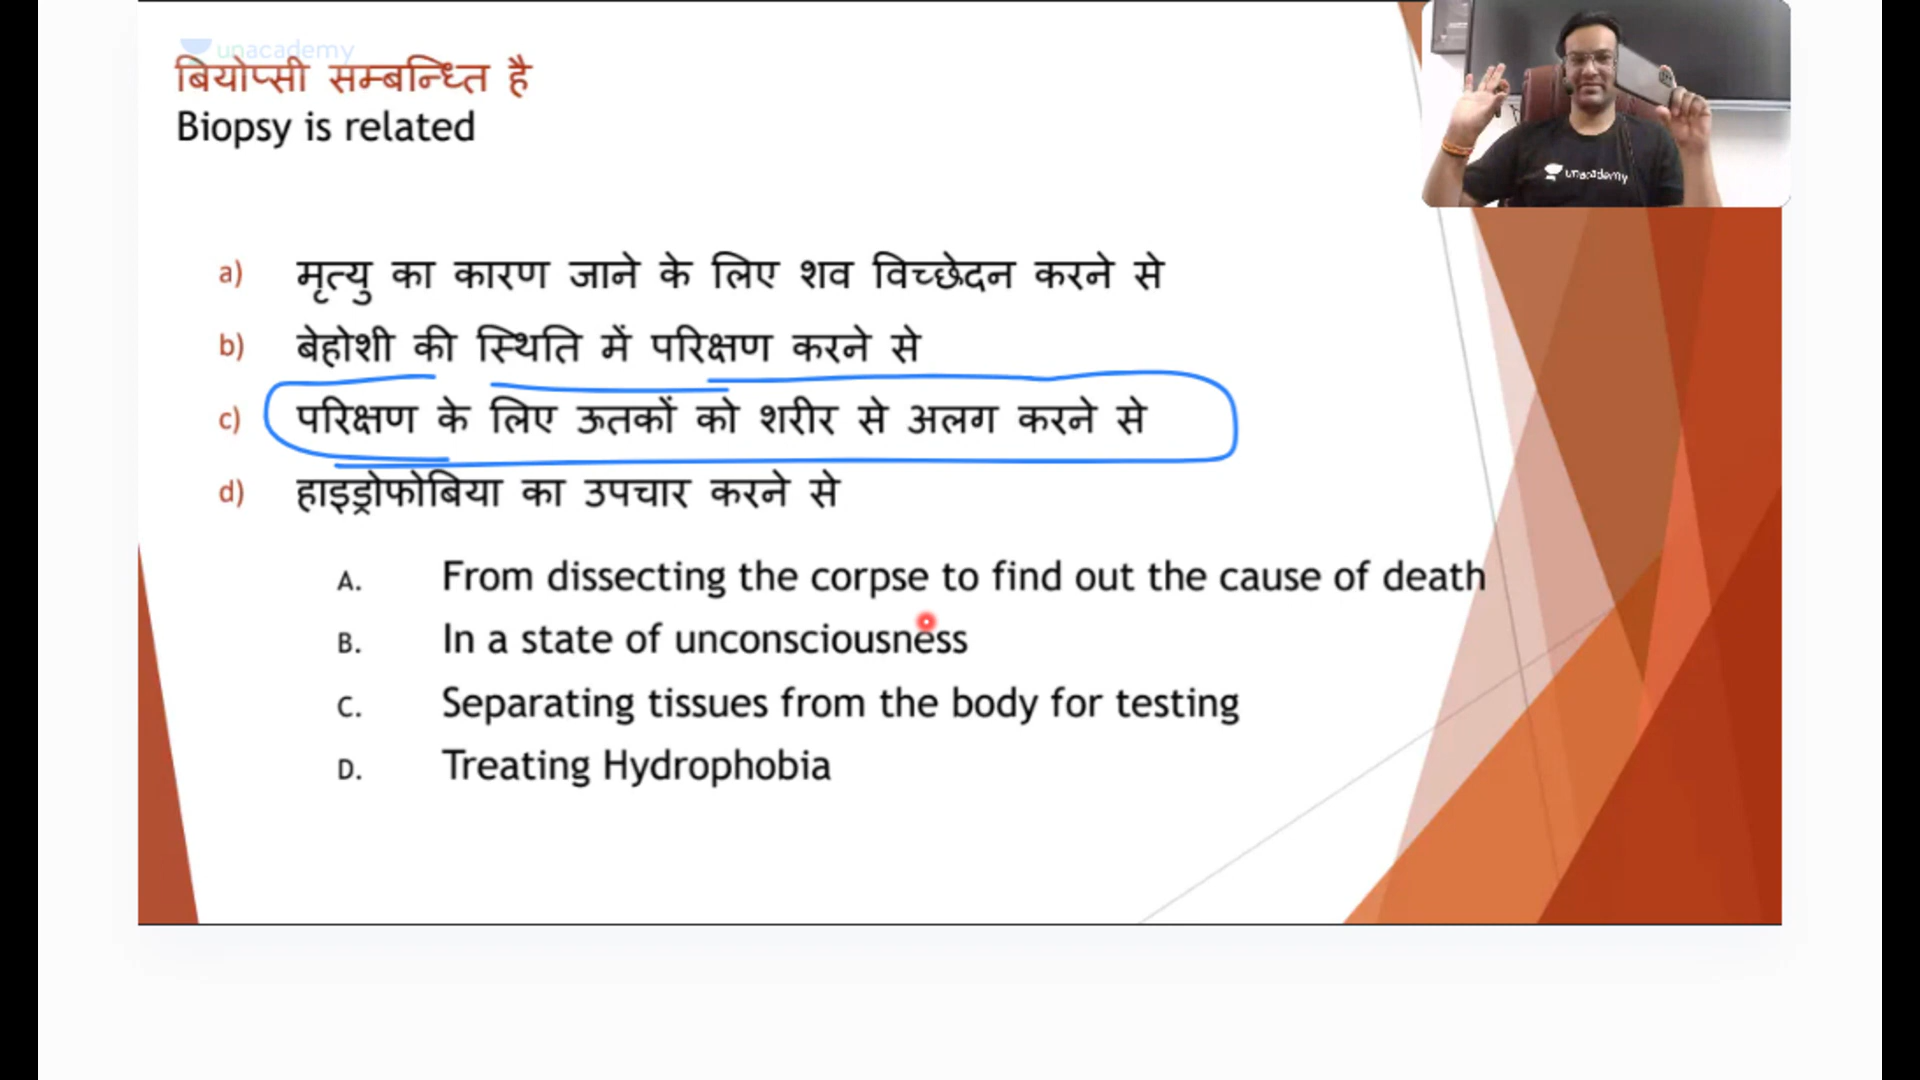 unacademy
बियोप्सी सम्बन्धित है
Biopsy is related
unacademy
a) मृत्यु का कारण जाने के लिए शव विच्छेदन करने से
b) बेहोशी की स्थिति में परिक्षण करने से
c) परिक्षण के लिए ऊतकों को शरीर से अलग करने से
d) हाइड्रोफोबिया का उपचार करने से
A. From dissecting the corpse to find out the cause of death
B. In a state of unconsciousness
C. Separating tissues from the body for testing
D. Treating Hydrophobia